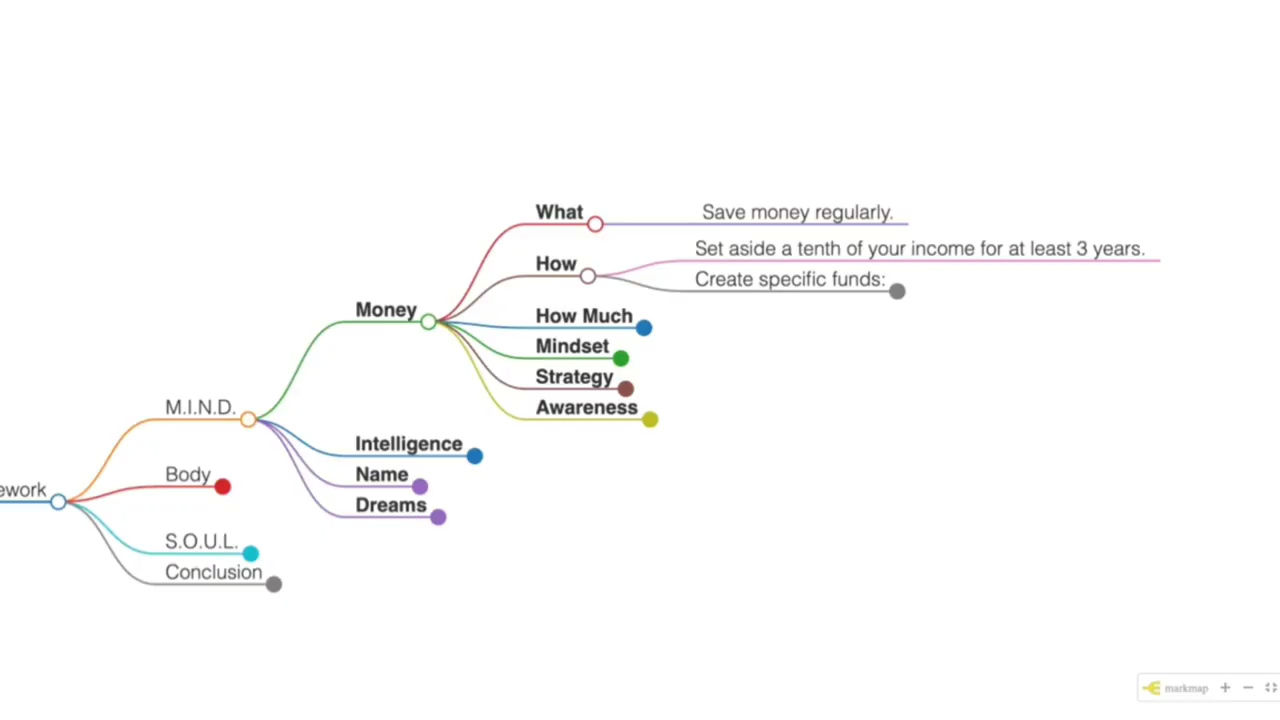 What
Save money regularly.
How
Set aside a tenth of your income for at least 3 years.
Create specific funds:
Money
How Much
Mindset
Strategy
Awareness
M.I.N.D.
Intelligence
Name
Dreams
Body
ework
S.O.U.L.
Conclusion
markmap